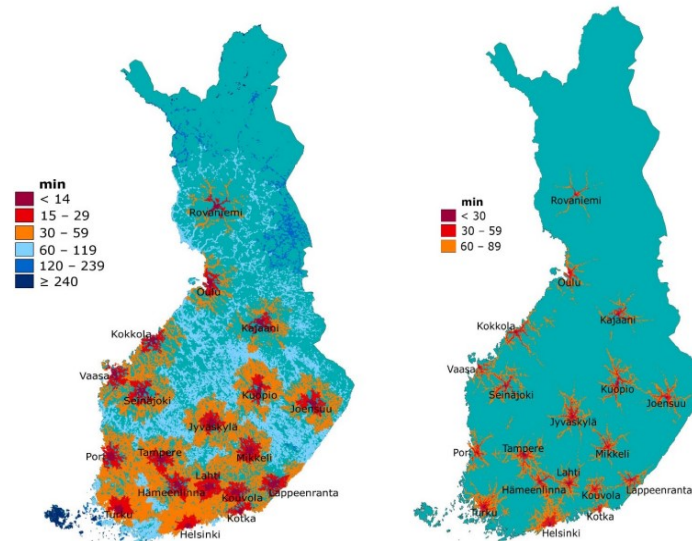 min
< 14
15 – 29
30 – 59
60 – 119
120 – 239
≥ 240
Rovaniemi
Oulu
Kajaani
Kokkola
Vaasa
Seinäjoki
Kuopio
Joensuu
Jyväskylä
Pori
Tampere
Mikkeli
Lahti
Hämeenlinna
Kouvola
Lappeenranta
Turku
Kotka
Helsinki
min
< 30
30 – 59
60 – 89
Rovaniemi
Oulu
Kajaani
Kokkola
Vaasa
Seinäjoki
Kuopio
Joensuu
Jyväskylä
Pori
Tampere
Mikkeli
Lahti
Hämeenlinna
Kouvola
Lappeenranta
Turku
Kotka
Helsinki